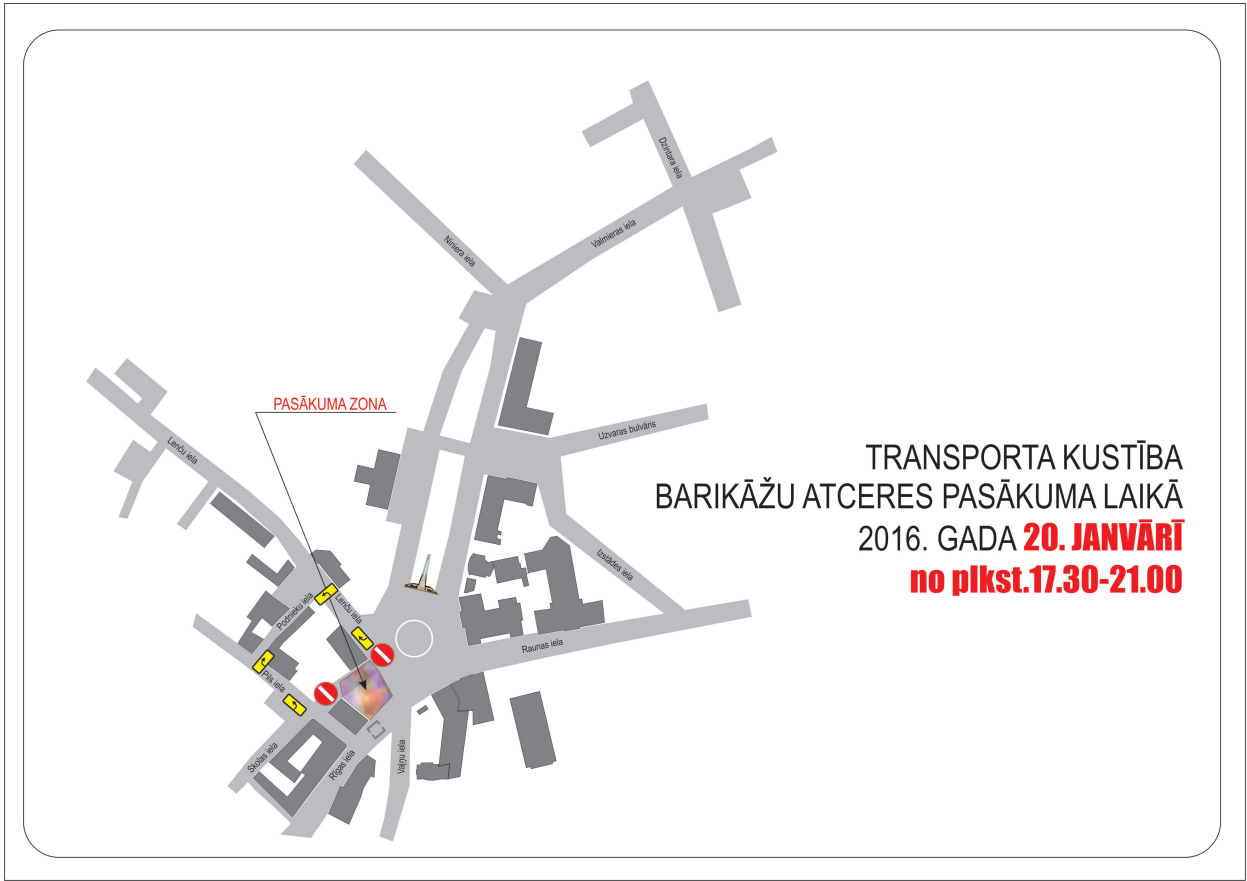 Dzintara iela
Niniera iela
Valmieras iela
PASĀKUMA ZONA
Uzvaras bulvāris
Lenču iela
TRANSPORTA KUSTĪBA
BARIKĀŽU ATCERES PASĀKUMA LAIKĀ
2016. GADA 20. JANVĀRĪ
no plkst.17.30-21.00
Izstādes iela
Podnieku iela
Lenču iela
Raunas iela
Pils iela
Skolas iela
Rīgas iela
Vaļņu iela